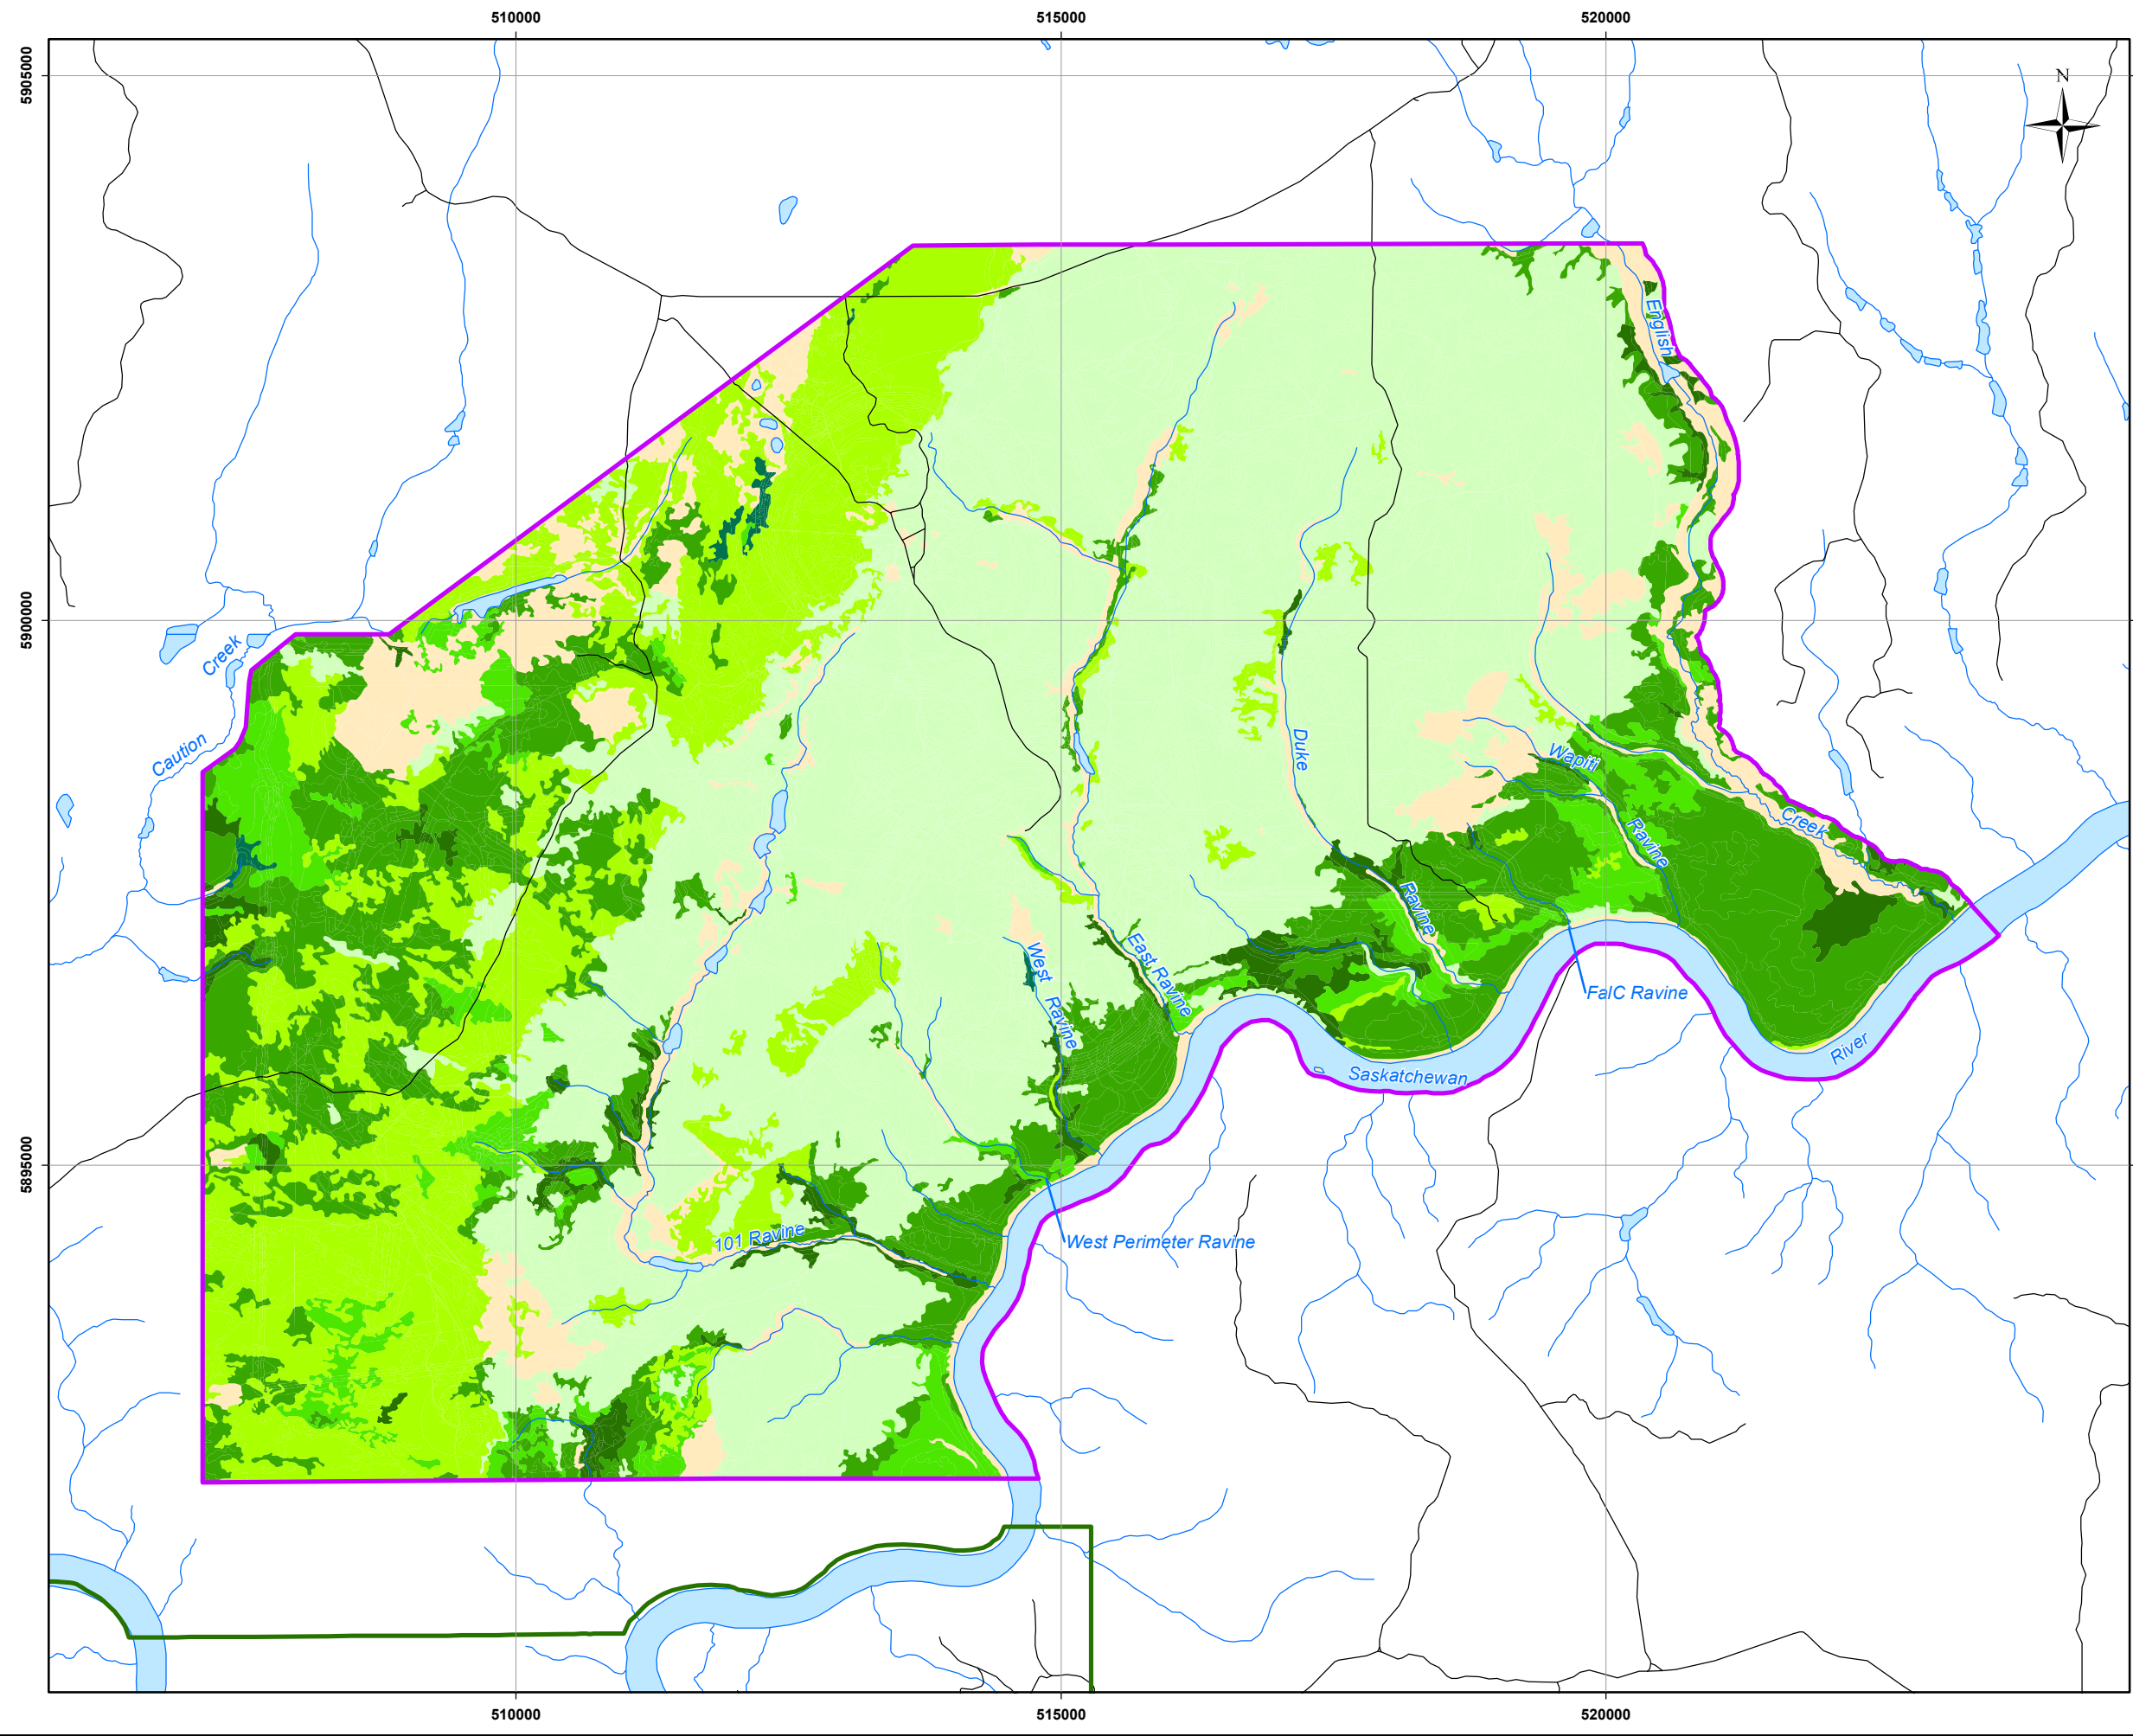 510000
515000
520000
5905000
N
English
5900000
Creek
Caution
Duke
Wapiti
Ravine
Creek
Ravine
West Ravine
East Ravine
FalC Ravine
River
Saskatchewan
5895000
101 Ravine
West Perimeter Ravine
510000
515000
520000